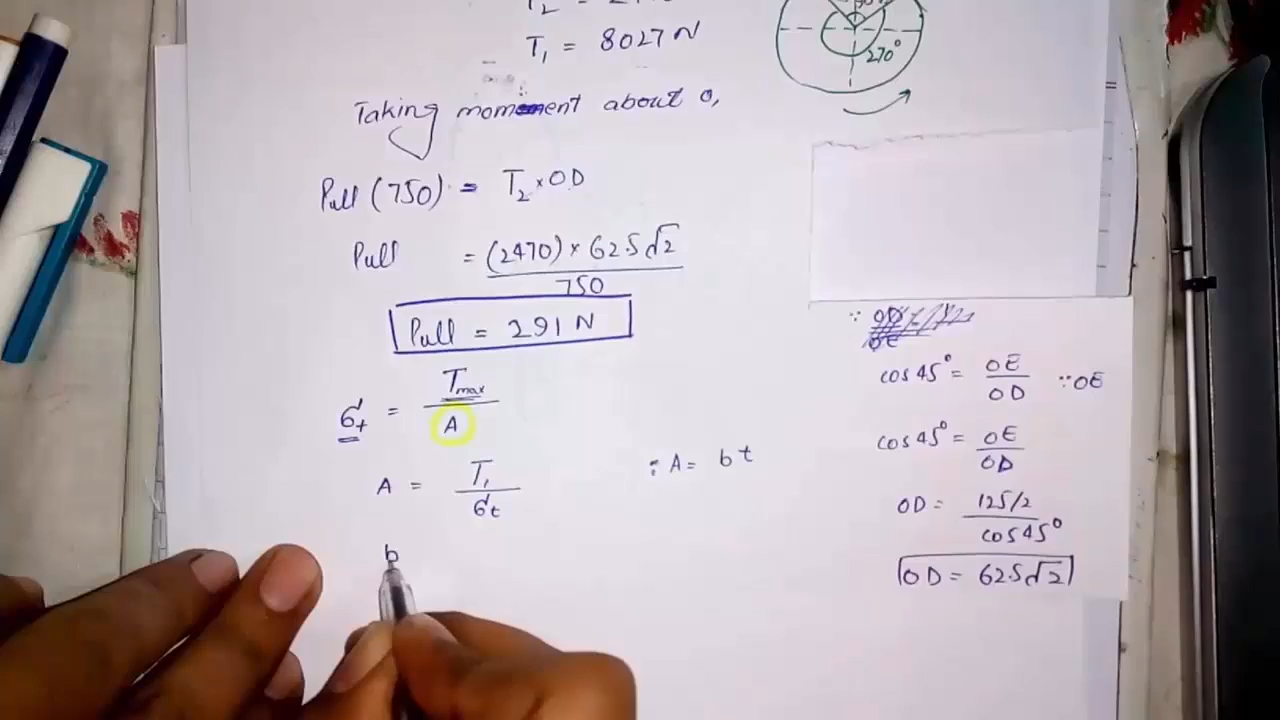 T₁ = 8027 N
270°
Taking moment about O,
Pull (750) = T₂ × OD
Pull = (2470) × 62.5√2 / 750
Pull = 291 N
σt = Tmax / A
A = T₁ / σt
∵ A = bt
b
cos 45° = OE / OD ∵ OE
cos 45° = OE / OD
OD = 125/2 / cos 45°
OD = 62.5√2